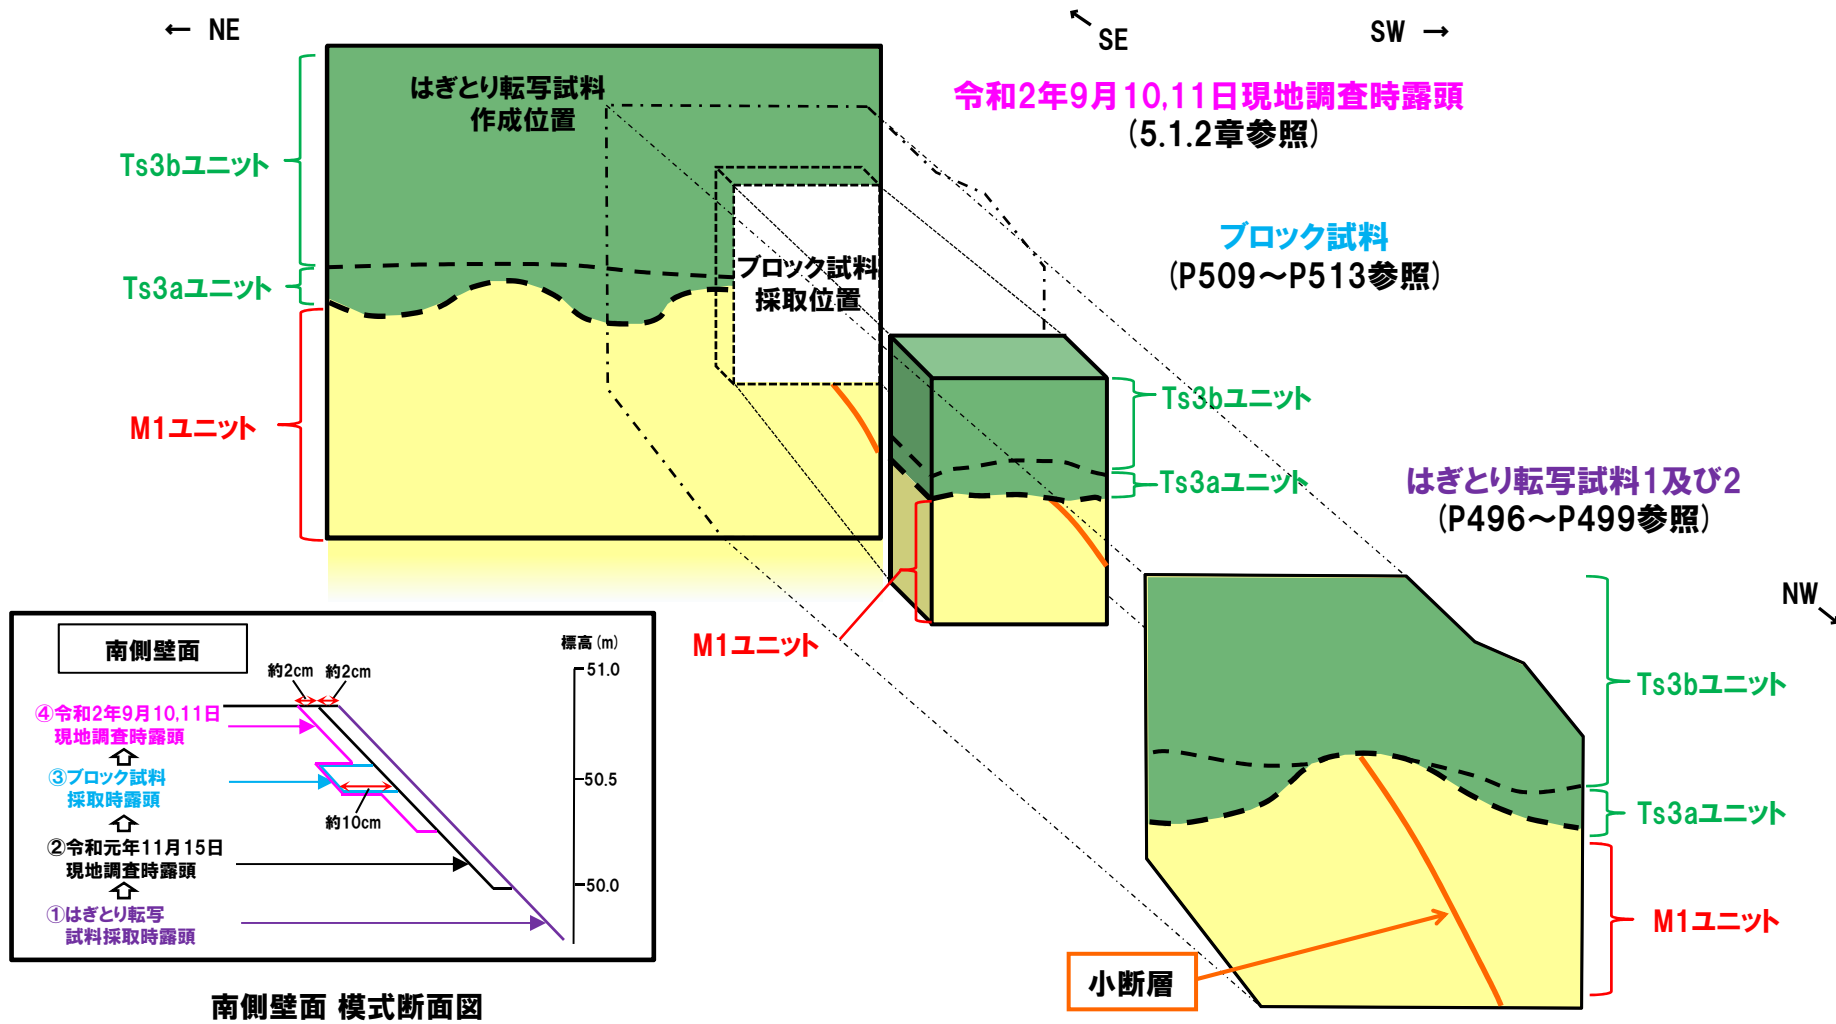 ← NE
SE
SW →
はぎとり転写試料
作成位置
令和2年9月10,11日現地調査時露頭
(5.1.2章参照)
Ts3bユニット
ブロック試料
(P509～P513参照)
Ts3aユニット
ブロック試料
採取位置
M1ユニット
Ts3bユニット
Ts3aユニット
M1ユニット
はぎとり転写試料1及び2
(P496～P499参照)
NW
Ts3bユニット
Ts3aユニット
M1ユニット
小断層
南側壁面
標高(m)
約2cm 約2cm
51.0
④令和2年9月10,11日
現地調査時露頭
③ブロック試料
採取時露頭
50.5
約10cm
②令和元年11月15日
現地調査時露頭
50.0
①はぎとり転写
試料採取時露頭
南側壁面 模式断面図